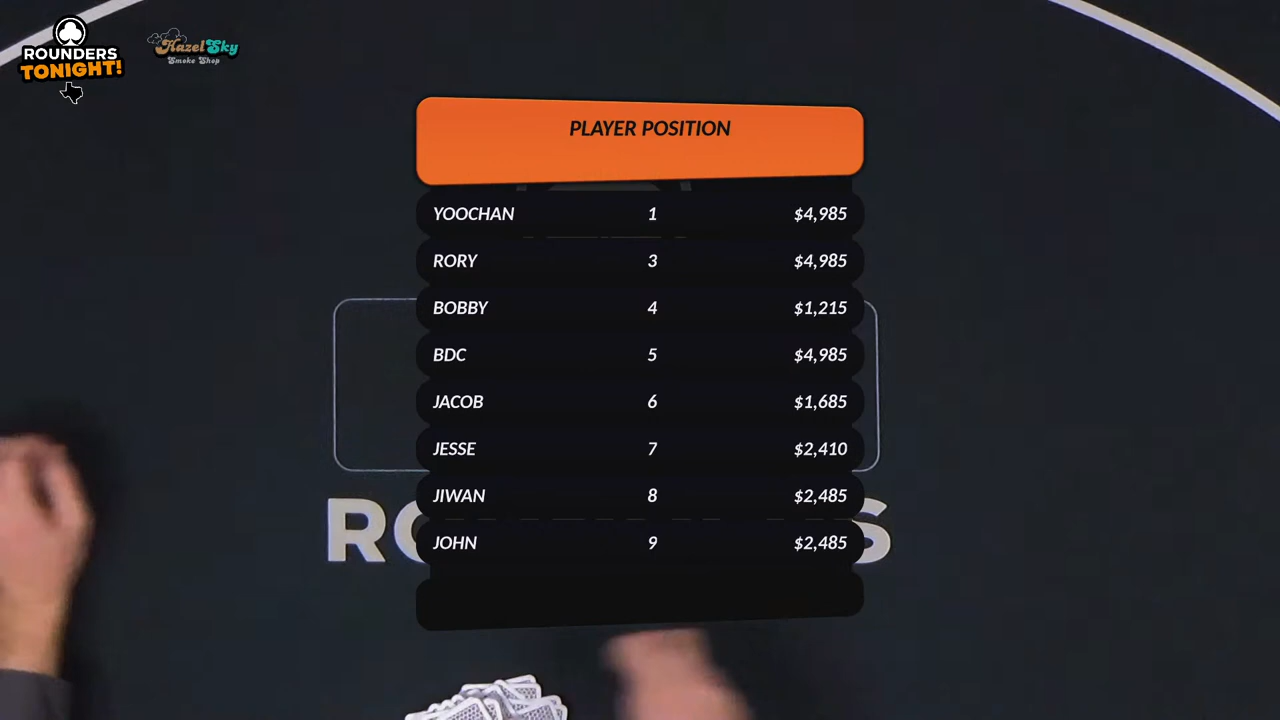 ROUNDERS
TONIGHT!
HazelSky
Smoke Shop
PLAYER POSITION
YOOCHAN 1 $4,985
RORY 3 $4,985
BOBBY 4 $1,215
BDC 5 $4,985
JACOB 6 $1,685
JESSE 7 $2,410
JIWAN 8 $2,485
JOHN 9 $2,485